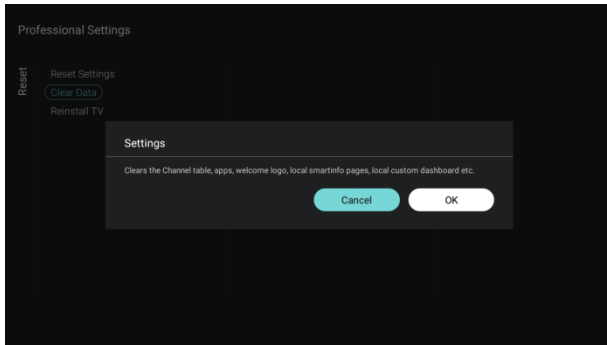 Professional Settings
Reset
Reset Settings
Clear Data
Reinstall TV
Settings
Clears the Channel table, apps, welcome logo, local smartinfo pages, local custom dashboard etc.
Cancel
OK